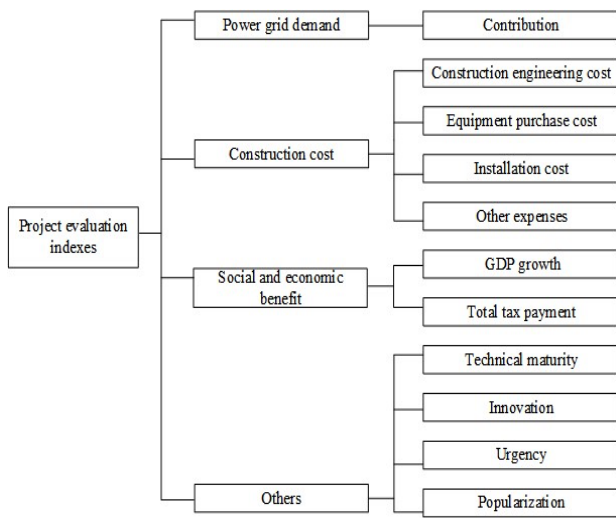 Project evaluation
indexes
Power grid demand
Contribution
Construction cost
Construction engineering cost
Equipment purchase cost
Installation cost
Other expenses
Social and economic
benefit
GDP growth
Total tax payment
Others
Technical maturity
Innovation
Urgency
Popularization